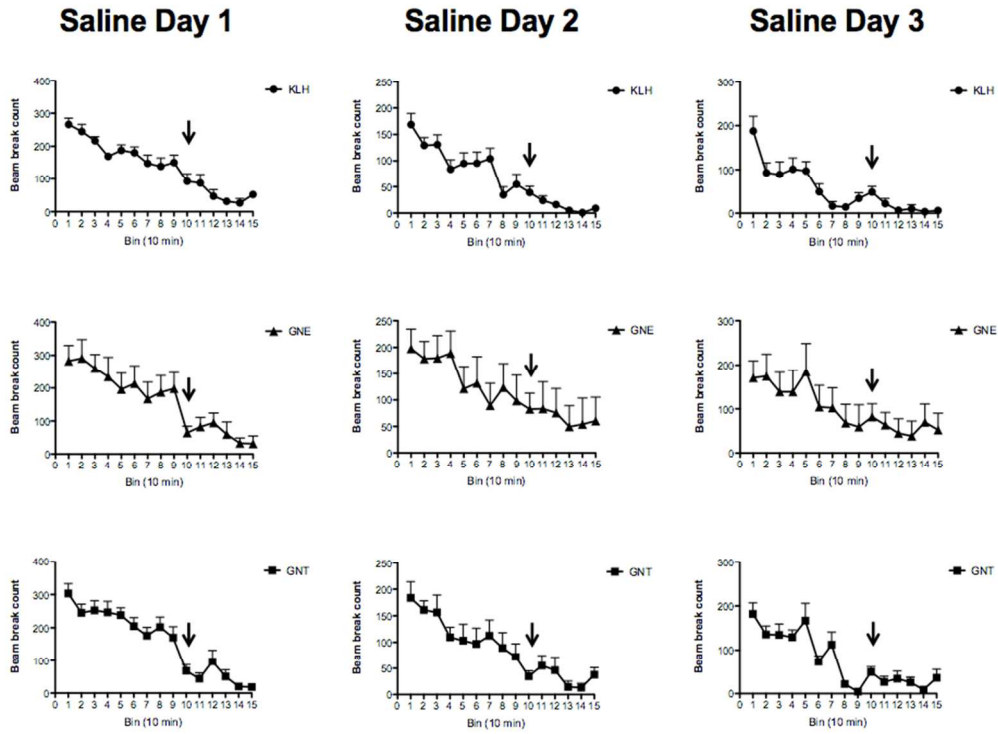 Saline Day 1
Saline Day 2
Saline Day 3
400
300
200
100
0
Beam break count
KLH
0 1 2 3 4 5 6 7 8 9 10 11 12 13 14 15
Bin (10 min)
250
200
150
100
50
0
Beam break count
KLH
0 1 2 3 4 5 6 7 8 9 10 11 12 13 14 15
Bin (10 min)
300
200
100
0
Beam break count
KLH
0 1 2 3 4 5 6 7 8 9 10 11 12 13 14 15
Bin (10 min)
400
300
200
100
0
Beam break count
GNE
0 1 2 3 4 5 6 7 8 9 10 11 12 13 14 15
Bin (10 min)
250
200
150
100
50
0
Beam break count
GNE
0 1 2 3 4 5 6 7 8 9 10 11 12 13 14 15
Bin (10 min)
300
200
100
0
Beam break count
GNE
0 1 2 3 4 5 6 7 8 9 10 11 12 13 14 15
Bin (10 min)
400
300
200
100
0
Beam break count
GNT
0 1 2 3 4 5 6 7 8 9 10 11 12 13 14 15
Bin (10 min)
250
200
150
100
50
0
Beam break count
GNT
0 1 2 3 4 5 6 7 8 9 10 11 12 13 14 15
Bin (10 min)
300
200
100
0
Beam break count
GNT
0 1 2 3 4 5 6 7 8 9 10 11 12 13 14 15
Bin (10 min)